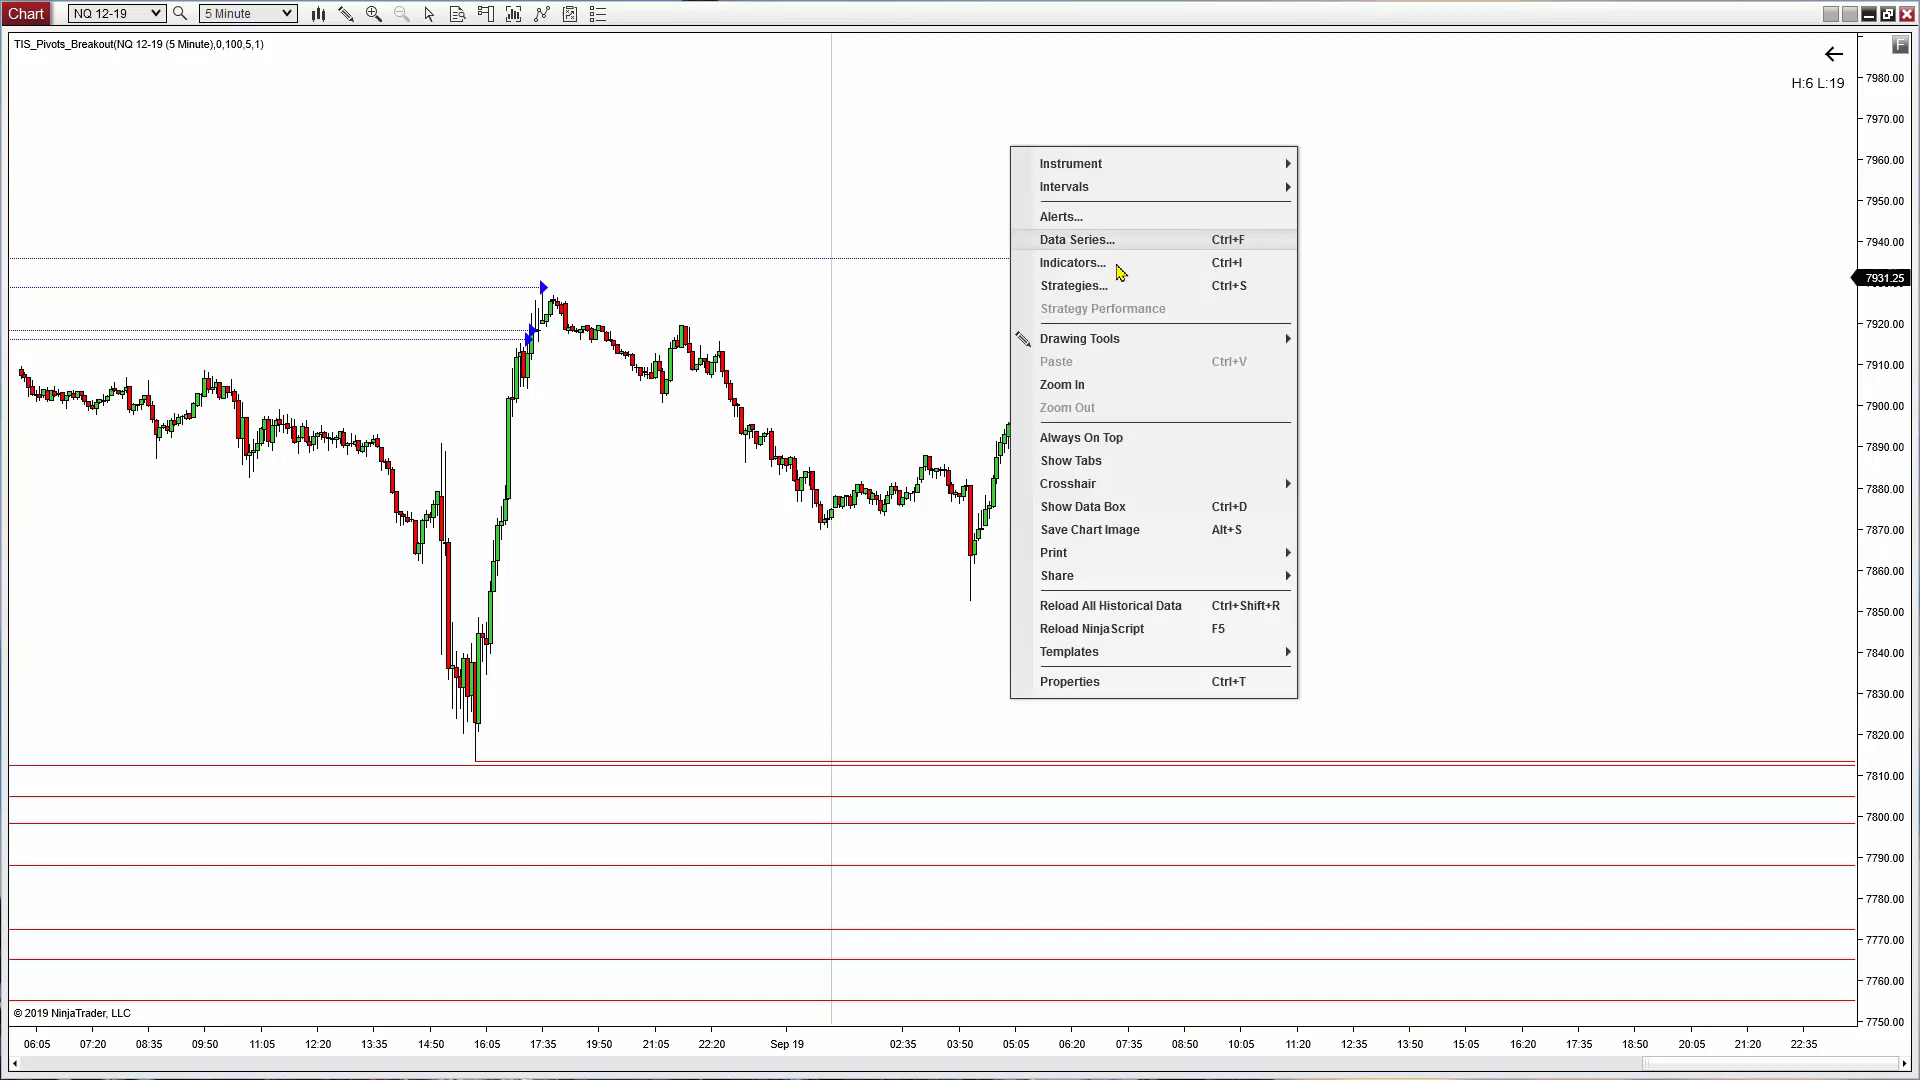 Chart NQ 12-19 5 Minute
TIS_Pivots_Breakout(NQ 12-19 (5 Minute),0,100,5,1)
F
H:6 L:19
7980.00
7970.00
7960.00
7950.00
7940.00
7931.25
7920.00
7910.00
7900.00
7890.00
7880.00
7870.00
7860.00
7850.00
7840.00
7830.00
7820.00
7810.00
7800.00
7790.00
7780.00
7770.00
7760.00
7750.00
Instrument
Intervals
Alerts...
Data Series... Ctrl+F
Indicators... Ctrl+I
Strategies... Ctrl+S
Strategy Performance
Drawing Tools
Paste Ctrl+V
Zoom In
Zoom Out
Always On Top
Show Tabs
Crosshair
Show Data Box Ctrl+D
Save Chart Image Alt+S
Print
Share
Reload All Historical Data Ctrl+Shift+R
Reload NinjaScript F5
Templates
Properties Ctrl+T
© 2019 NinjaTrader, LLC
06:05 07:20 08:35 09:50 11:05 12:20 13:35 14:50 16:05 17:35 19:50 21:05 22:20 Sep 19 02:35 03:50 05:05 06:20 07:35 08:50 10:05 11:20 12:35 13:50 15:05 16:20 17:35 18:50 20:05 21:20 22:35